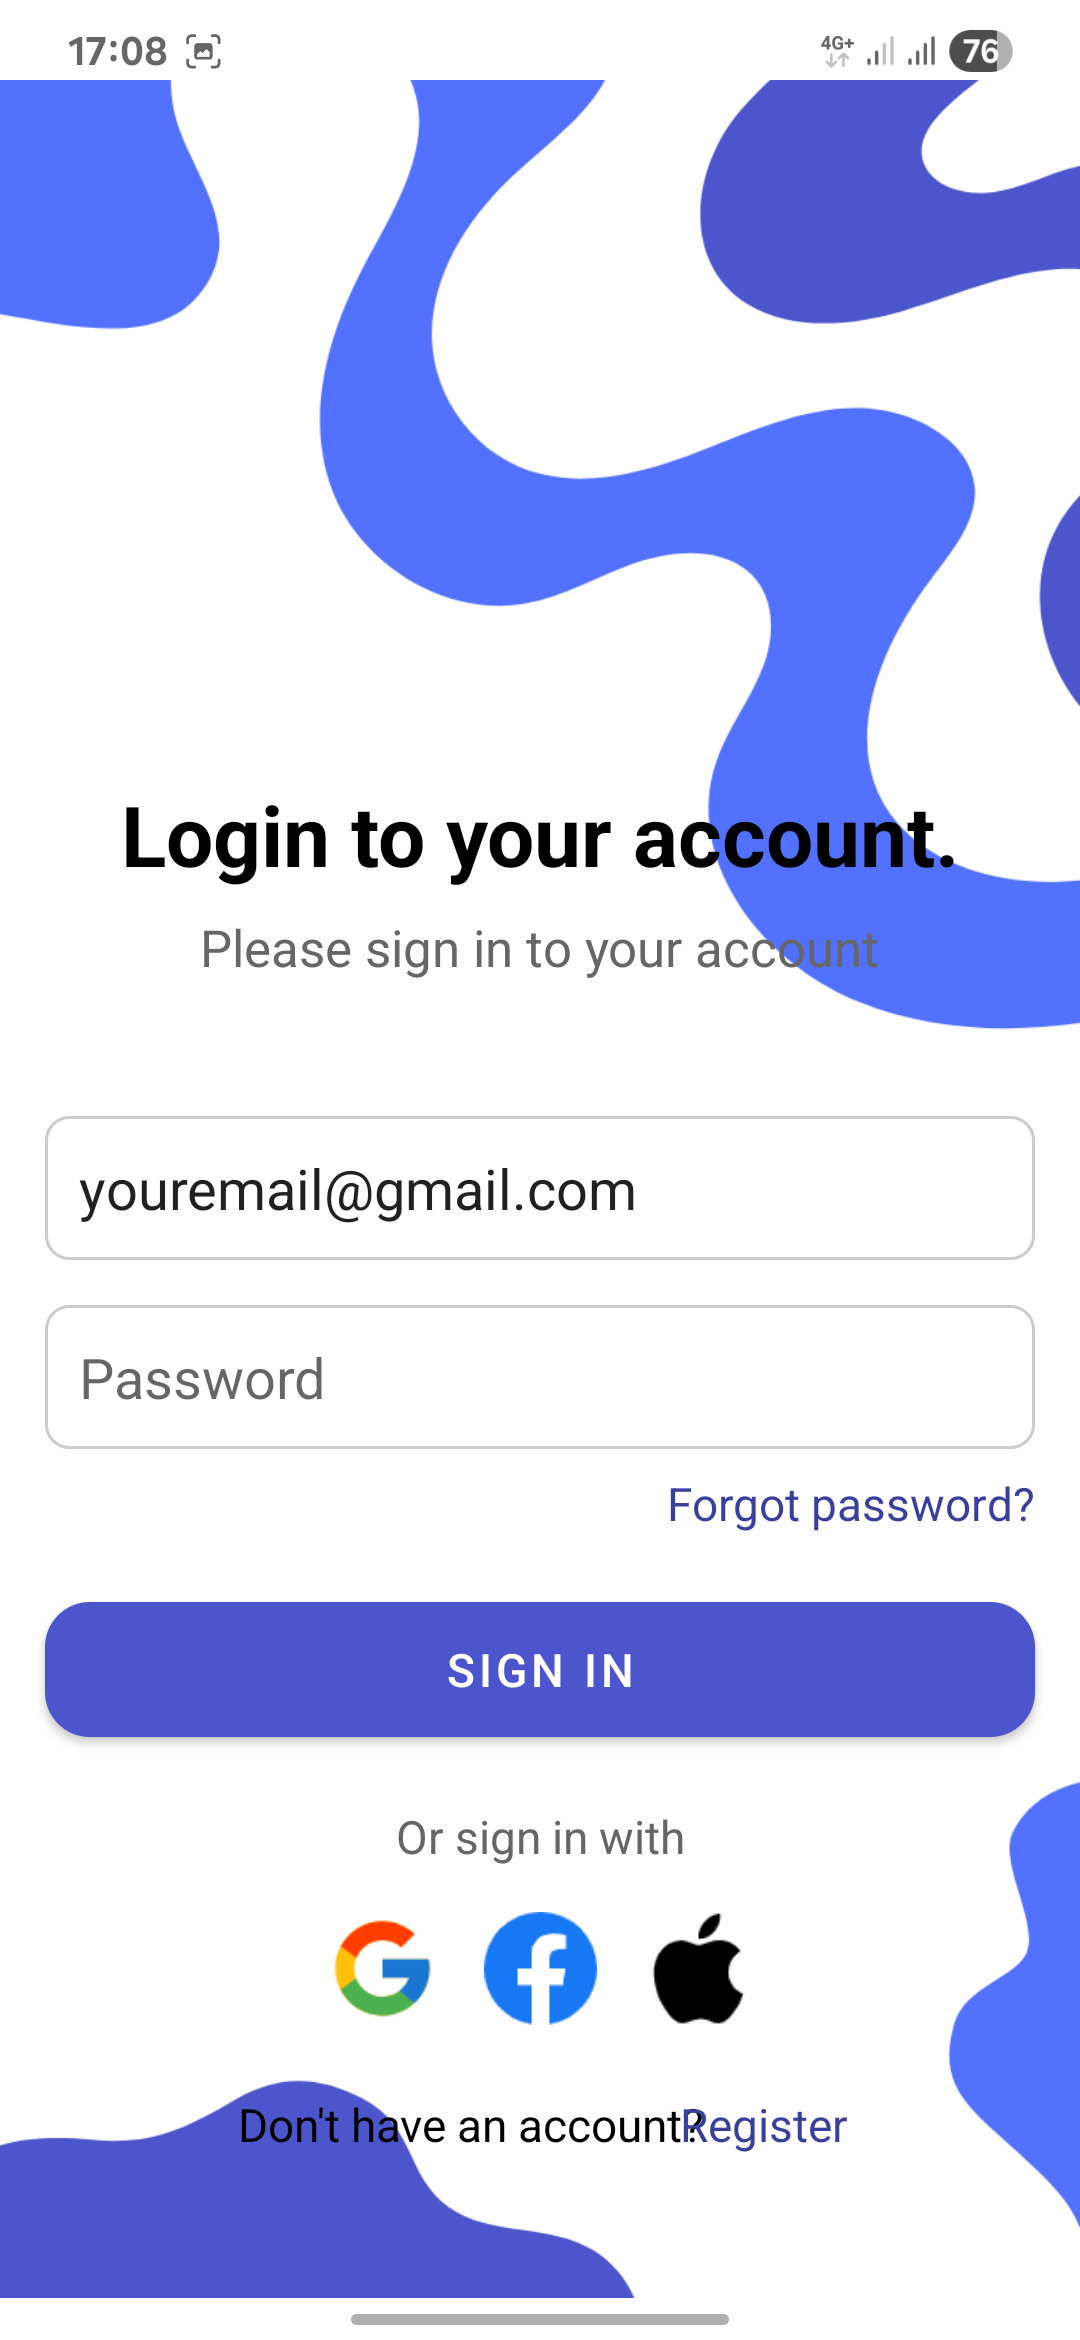 17:08 4G+ 76
Login to your account.
Please sign in to your account
youremail@gmail.com
Password
Forgot password?
SIGN IN
Or sign in with
Don't have an account?Register